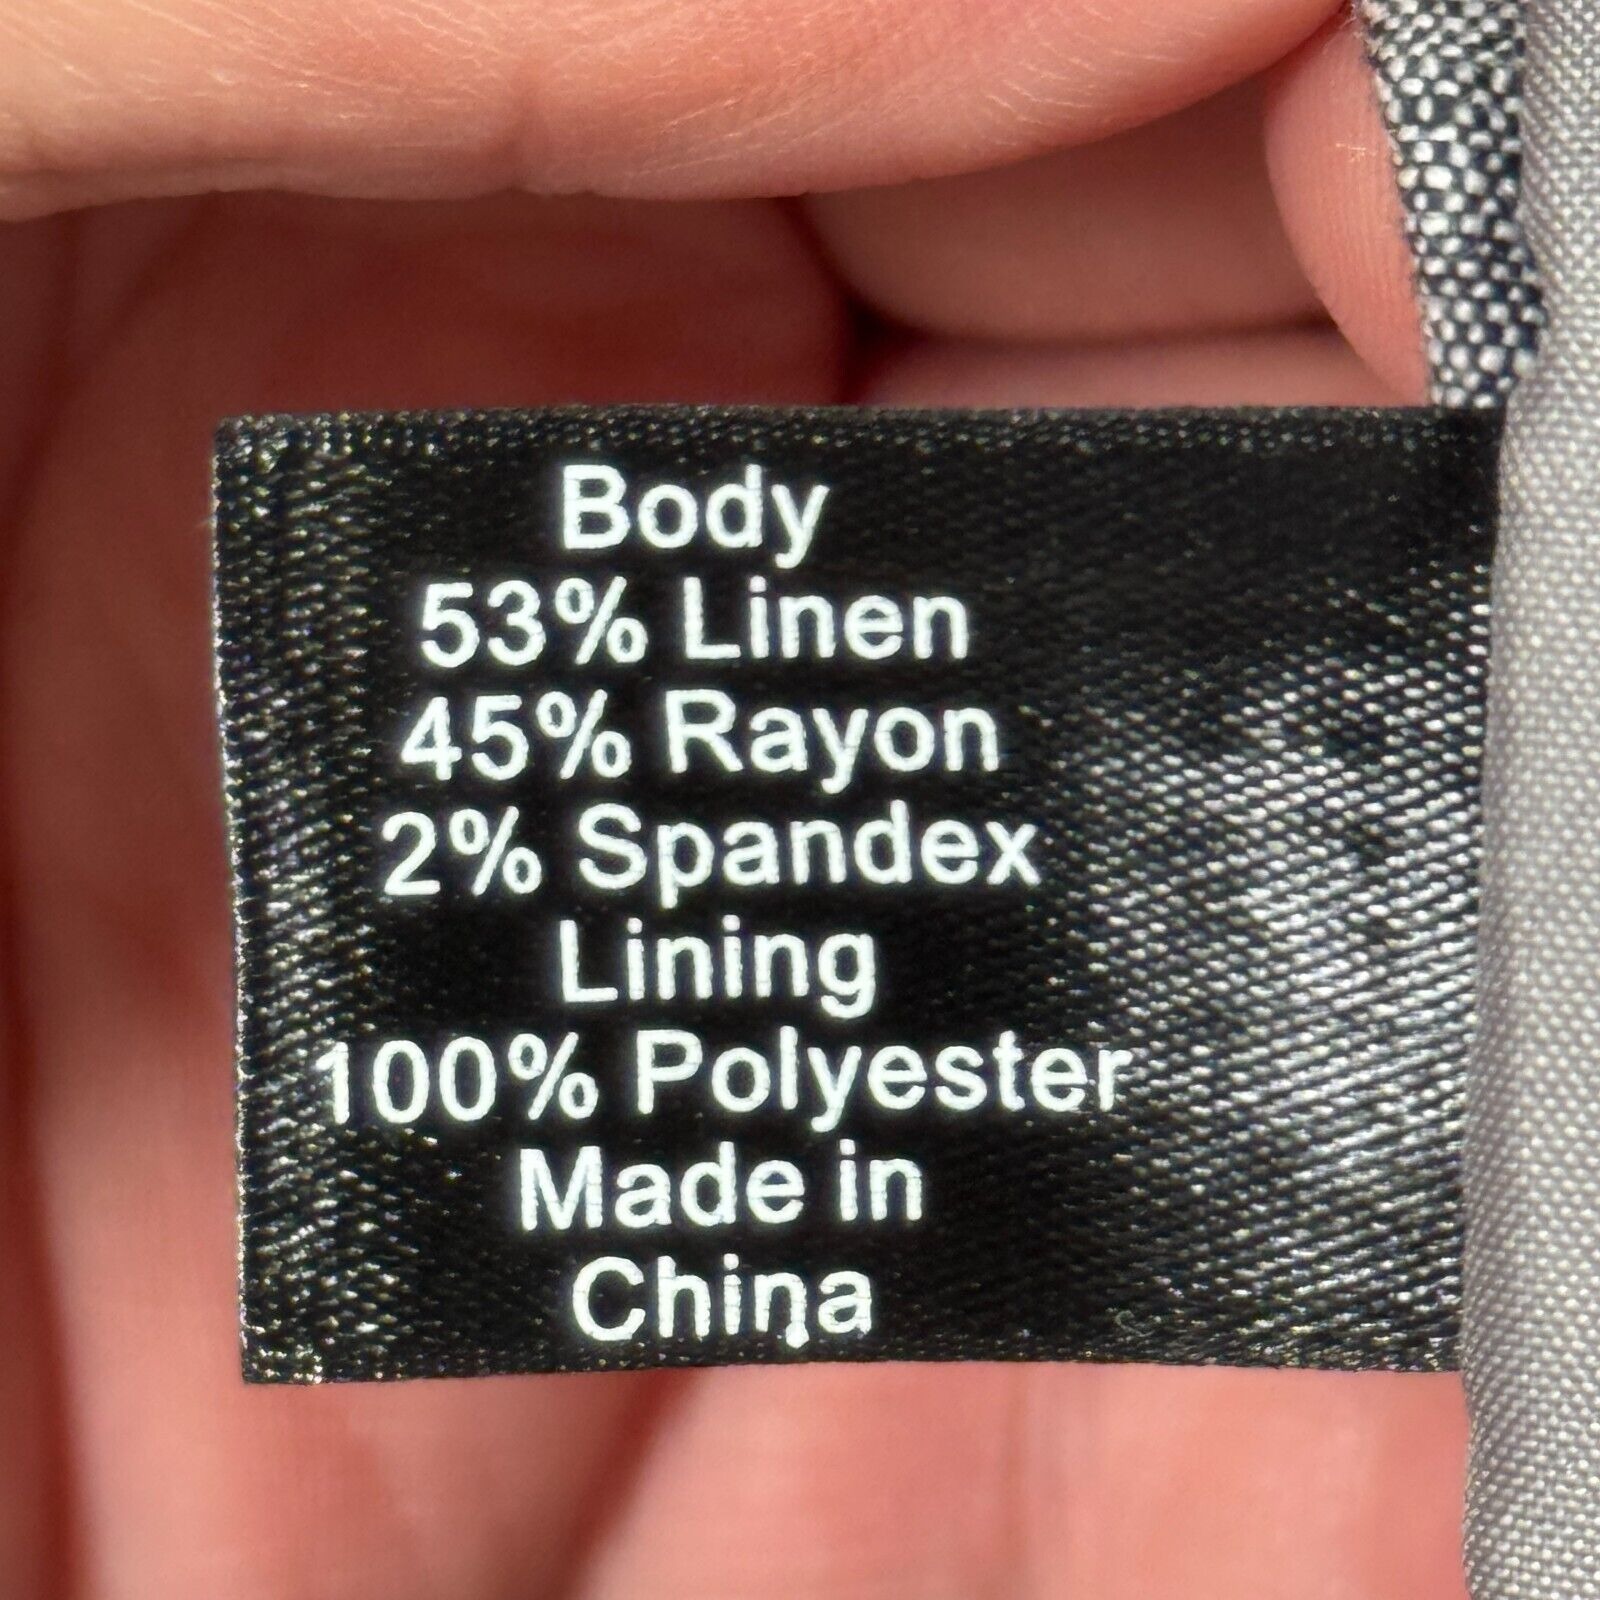 Body
53% Linen
45% Rayon
2% Spandex
Lining
100% Polyester
Made in
China